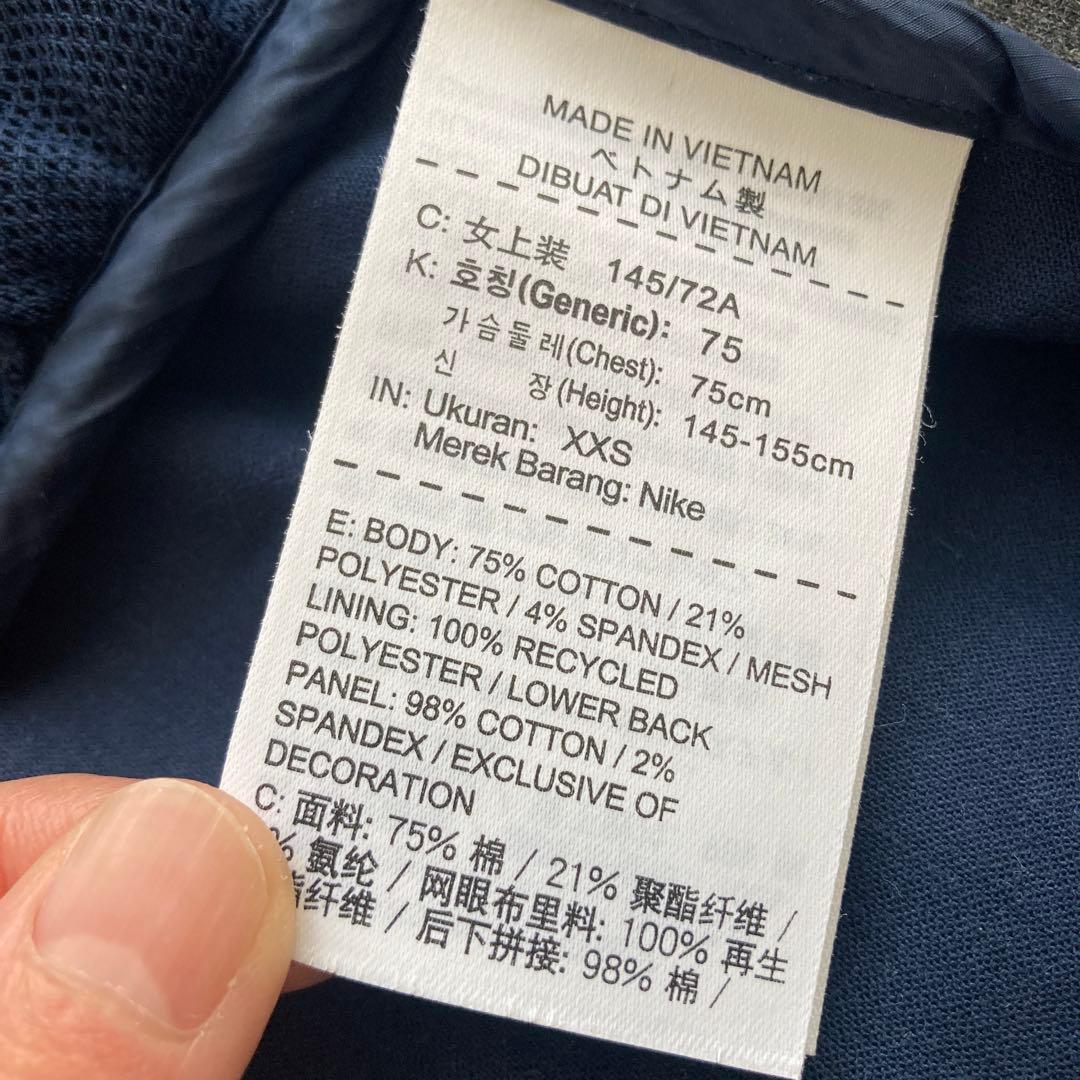 MADE IN VIETNAM
ベトナム製
DIBUAT DI VIETNAM
C: 女上装 145/72A
K: 호칭(Generic): 75
가슴둘레(Chest): 75cm
신 장(Height): 145-155cm
IN: Ukuran: XXS
Merek Barang: Nike
E: BODY: 75% COTTON / 21%
POLYESTER / 4% SPANDEX / MESH
LINING: 100% RECYCLED
POLYESTER / LOWER BACK
PANEL: 98% COTTON / 2%
SPANDEX / EXCLUSIVE OF
DECORATION
C: 面料: 75% 棉 / 21% 聚酯纤维 /
% 氨纶 / 网眼布里料: 100% 再生
酯纤维 / 后下拼接: 98% 棉 /